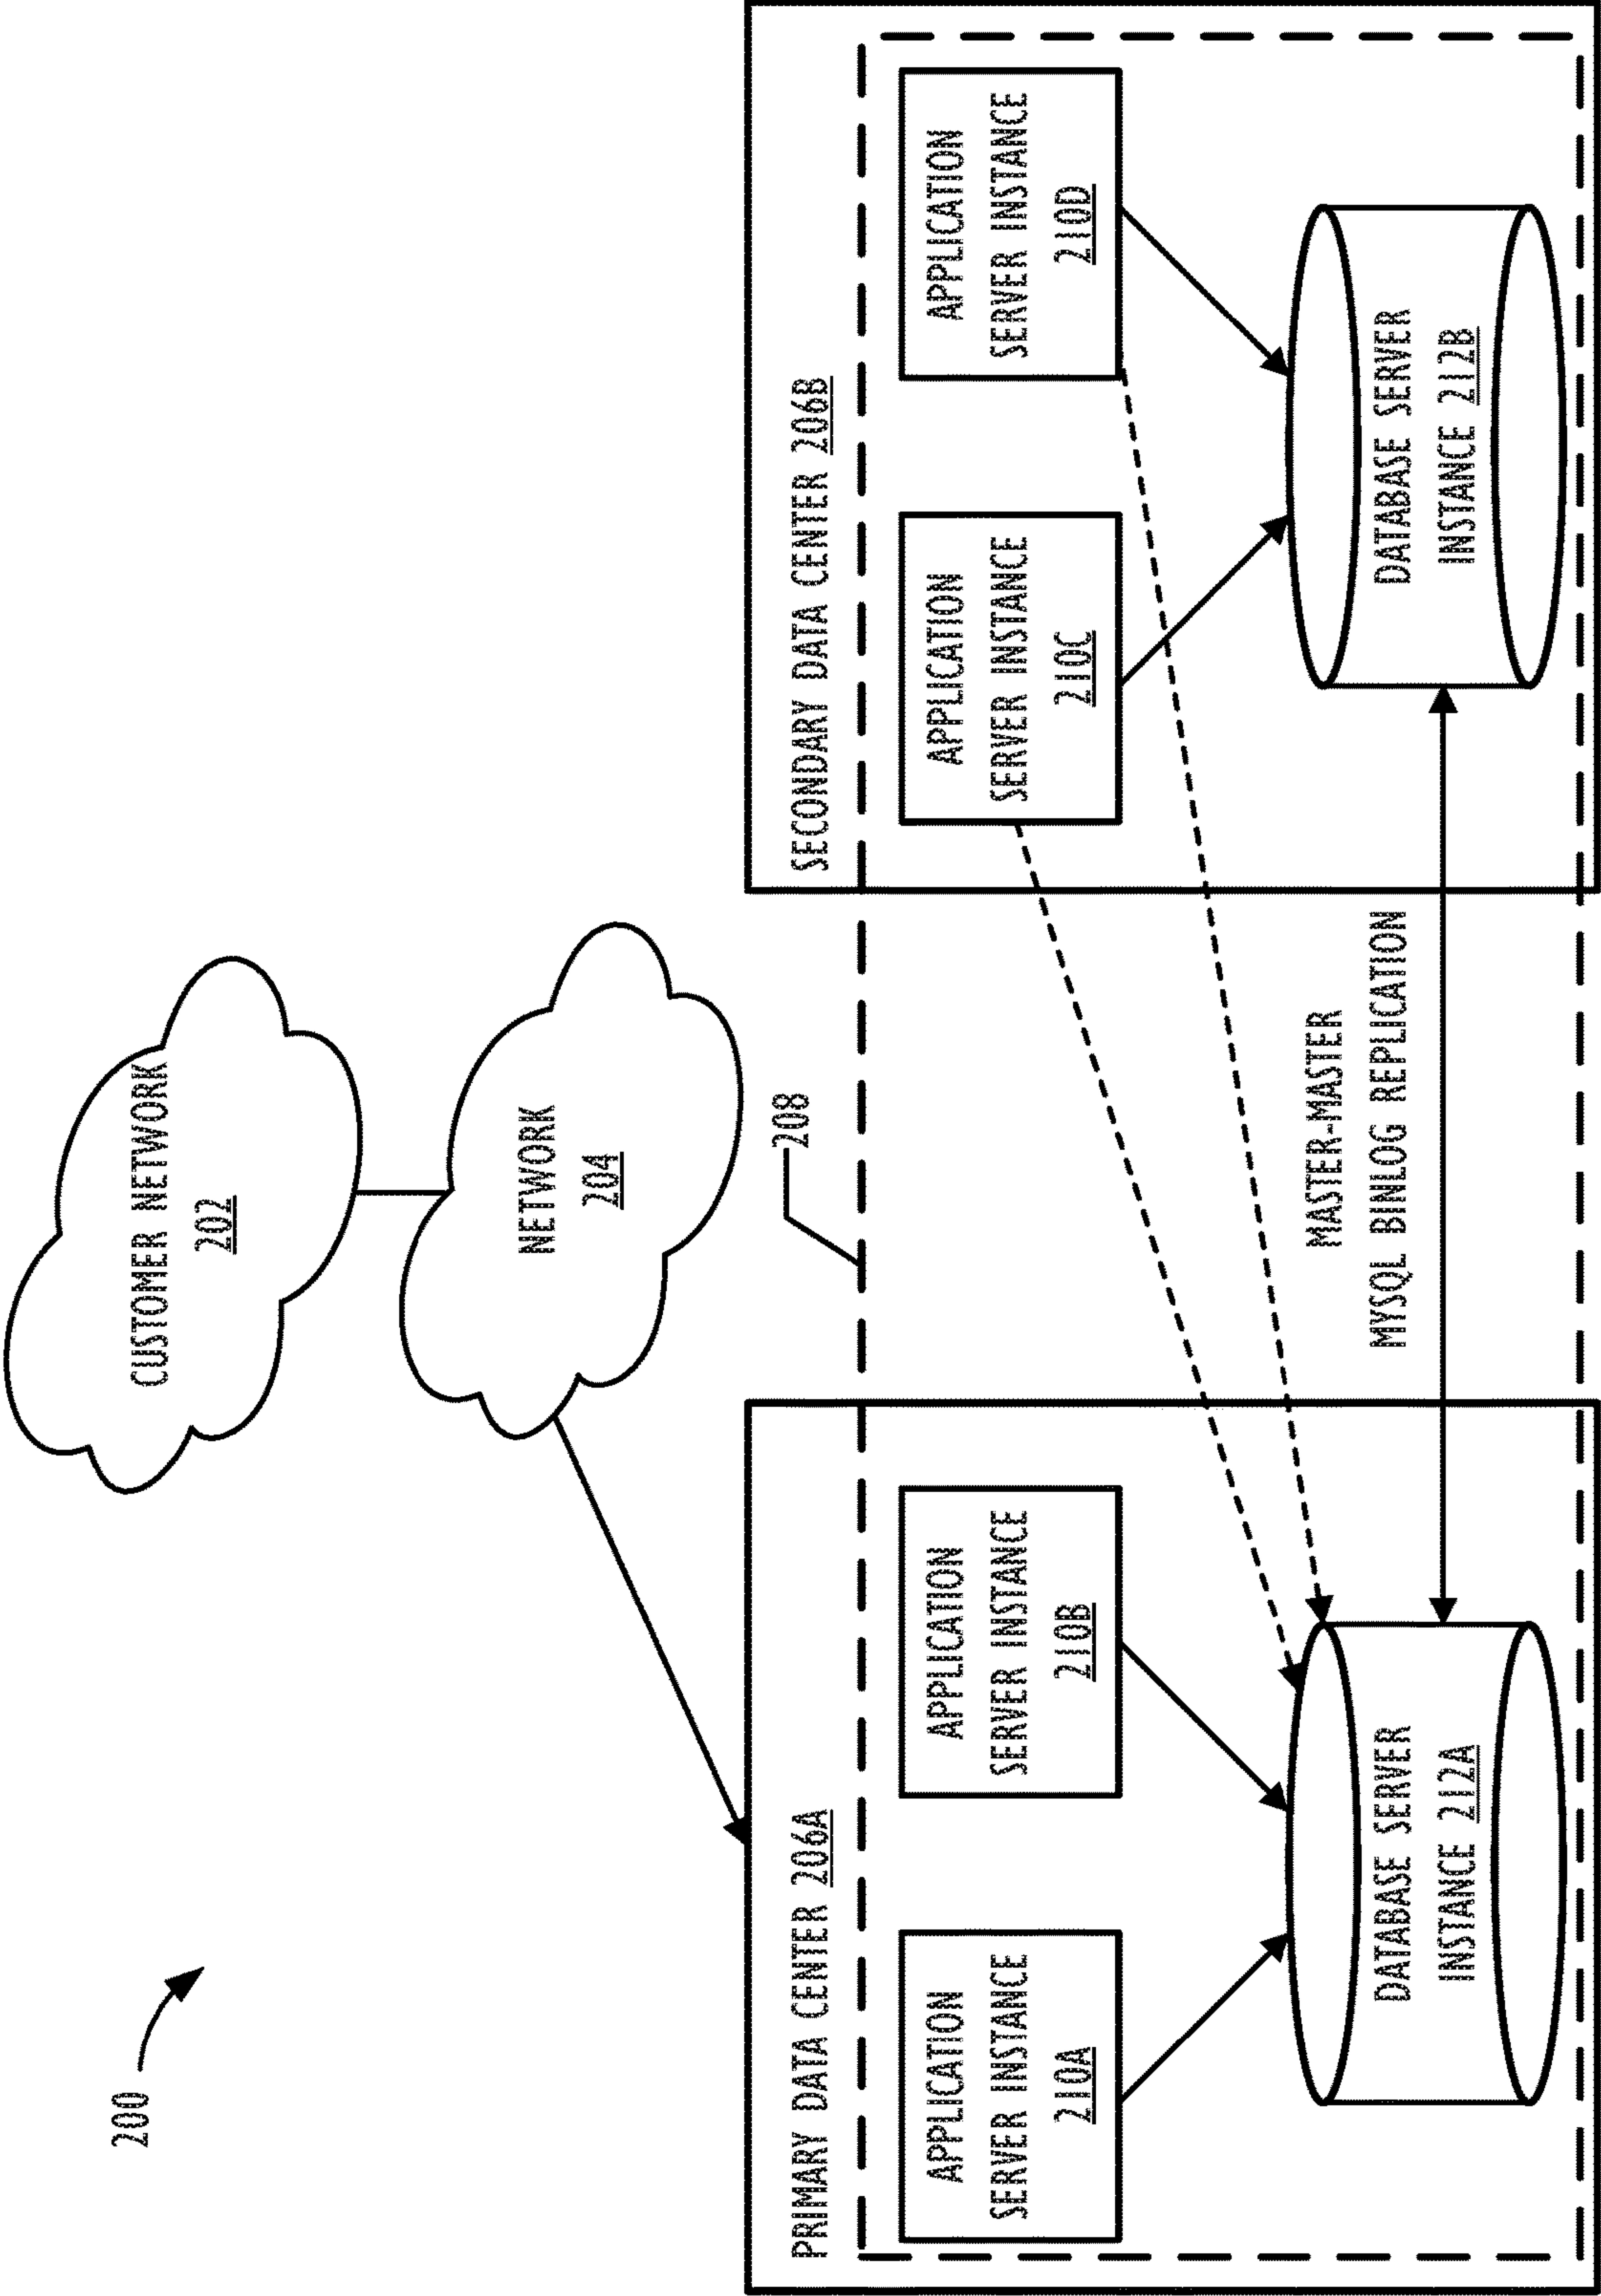 200
CUSTOMER NETWORK
202
NETWORK
204
208
PRIMARY DATA CENTER 206A
APPLICATION
SERVER INSTANCE
210A
APPLICATION
SERVER INSTANCE
210B
DATABASE SERVER
INSTANCE 212A
MASTER-MASTER
MYSQL BINLOG REPLICATION
SECONDARY DATA CENTER 206B
APPLICATION
SERVER INSTANCE
210C
APPLICATION
SERVER INSTANCE
210D
DATABASE SERVER
INSTANCE 212B